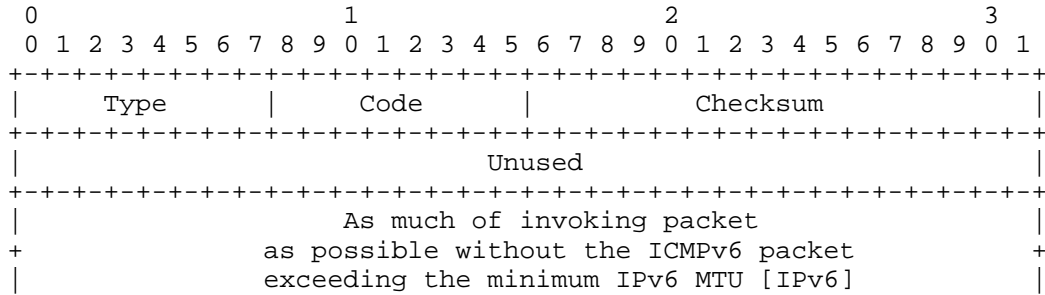 0                   1                   2                   3
 0 1 2 3 4 5 6 7 8 9 0 1 2 3 4 5 6 7 8 9 0 1 2 3 4 5 6 7 8 9 0 1
+-+-+-+-+-+-+-+-+-+-+-+-+-+-+-+-+-+-+-+-+-+-+-+-+-+-+-+-+-+-+-+-+
|     Type      |     Code      |          Checksum             |
+-+-+-+-+-+-+-+-+-+-+-+-+-+-+-+-+-+-+-+-+-+-+-+-+-+-+-+-+-+-+-+-+
|                             Unused                            |
+-+-+-+-+-+-+-+-+-+-+-+-+-+-+-+-+-+-+-+-+-+-+-+-+-+-+-+-+-+-+-+-+
|                    As much of invoking packet                 |
+               as possible without the ICMPv6 packet           +
|               exceeding the minimum IPv6 MTU [IPv6]           |